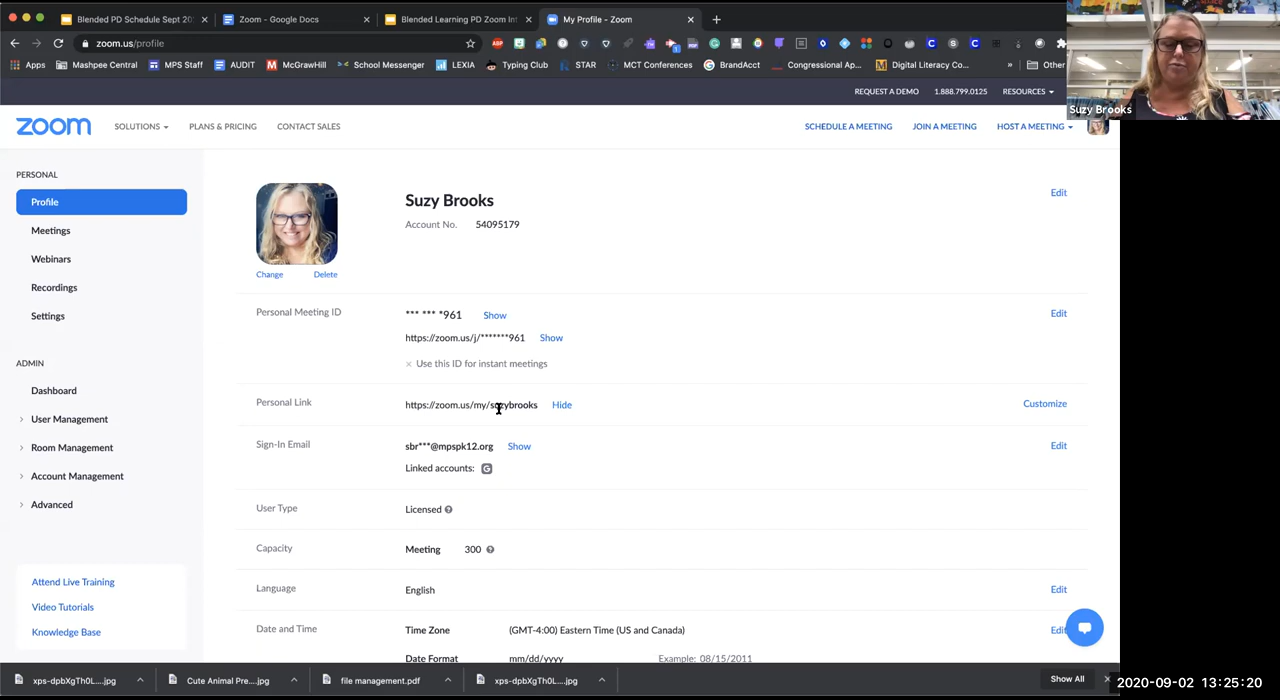 Blended PD Schedule Sept 20
Zoom - Google Docs
Blended Learning PD Zoom Int
My Profile - Zoom
zoom.us/profile
Apps
Mashpee Central
MPS Staff
AUDIT
McGrawHill
School Messenger
LEXIA
Typing Club
STAR
MCT Conferences
BrandAcct
Congressional Ap...
Digital Literacy Co...
»
Other
Suzy Brooks
REQUEST A DEMO
1.888.799.0125
RESOURCES
zoom
SOLUTIONS
PLANS & PRICING
CONTACT SALES
SCHEDULE A MEETING
JOIN A MEETING
HOST A MEETING
PERSONAL
Profile
Meetings
Webinars
Recordings
Settings
ADMIN
Dashboard
User Management
Room Management
Account Management
Advanced
Attend Live Training
Video Tutorials
Knowledge Base
Change
Delete
Suzy Brooks
Edit
Account No. 54095179
Personal Meeting ID
*** *** *961 Show
Edit
https://zoom.us/j/*******961 Show
× Use this ID for instant meetings
Personal Link
https://zoom.us/my/suzybrooks Hide
Customize
Sign-In Email
sbr***@mpspk12.org Show
Edit
Linked accounts: G
User Type
Licensed
Capacity
Meeting 300
Language
English
Edit
Date and Time
Time Zone (GMT-4:00) Eastern Time (US and Canada)
Edit
Date Format mm/dd/yyyy Example: 08/15/2011
xps-dpbXgTh0L....jpg
Cute Animal Pre....jpg
file management.pdf
xps-dpbXgTh0L....jpg
Show All
2020-09-02 13:25:20